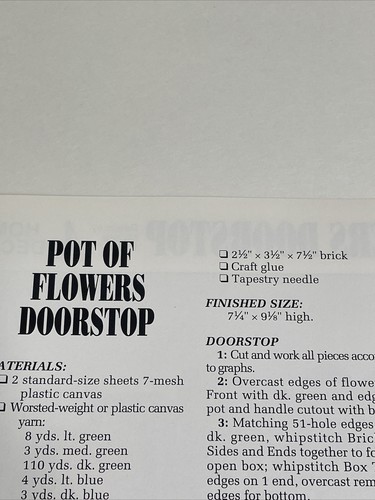 POT OF
FLOWERS
DOORSTOP
ATERIALS:
❑ 2 standard-size sheets 7-mesh
plastic canvas
❑ Worsted-weight or plastic canvas
yarn:
8 yds. lt. green
3 yds. med. green
110 yds. dk. green
4 yds. lt. blue
3 yds. dk. blue
❑ 2½" × 3½" × 7½" brick
❑ Craft glue
❑ Tapestry needle
FINISHED SIZE:
7¼" × 9⅛" high.
DOORSTOP
1: Cut and work all pieces acco
to graphs.
2: Overcast edges of flowe
Front with dk. green and edg
pot and handle cutout with b
3: Matching 51-hole edges
dk. green, whipstitch Bric
Sides and Ends together to fo
open box; whipstitch Box T
edges on 1 end, overcast rem
edges for bottom.